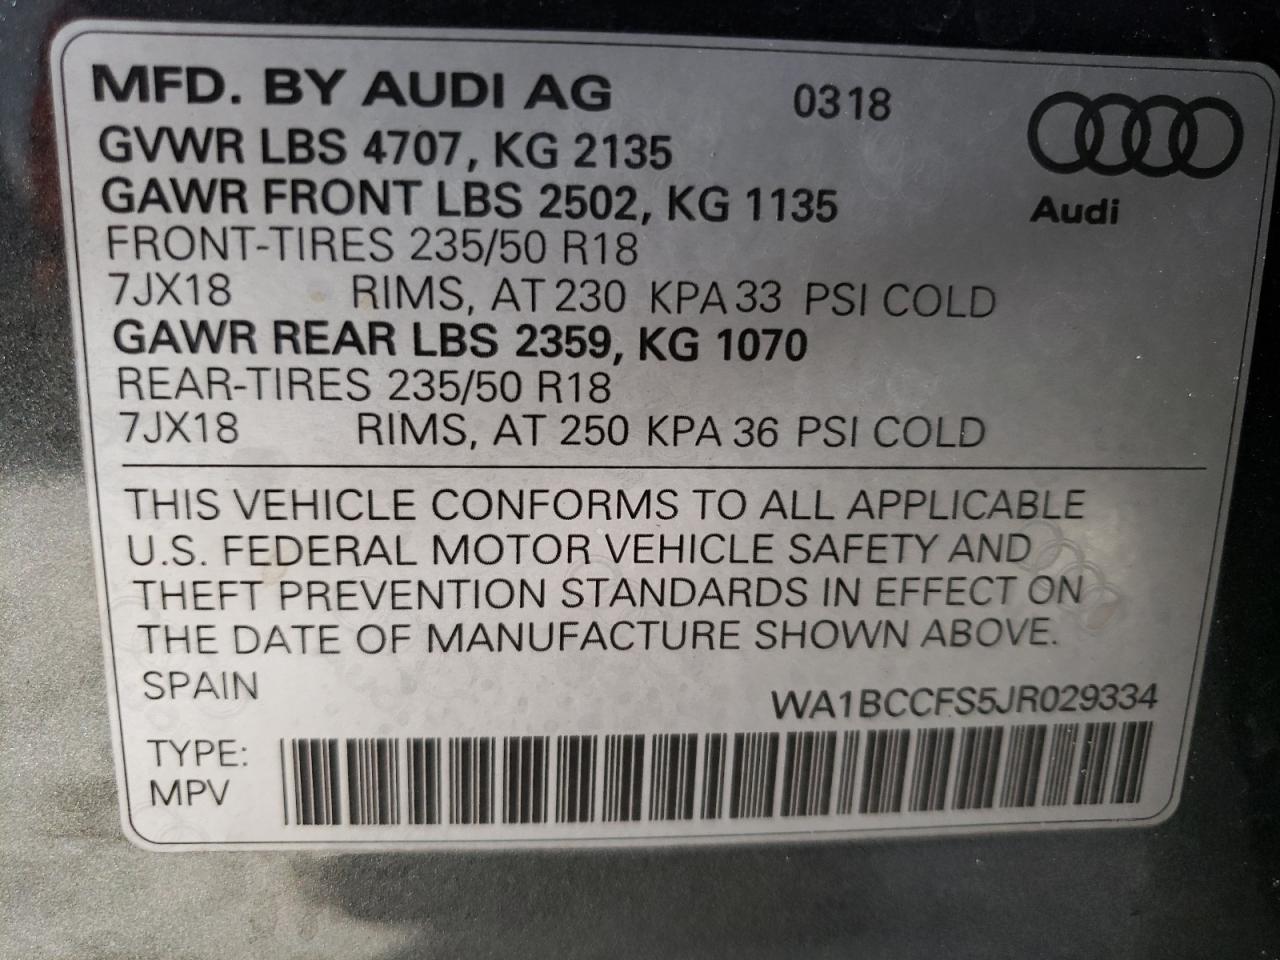 MFD. BY AUDI AG 0318
GVWR LBS 4707, KG 2135
GAWR FRONT LBS 2502, KG 1135
Audi
FRONT-TIRES 235/50 R18
7JX18 RIMS, AT 230 KPA 33 PSI COLD
GAWR REAR LBS 2359, KG 1070
REAR-TIRES 235/50 R18
7JX18 RIMS, AT 250 KPA 36 PSI COLD
THIS VEHICLE CONFORMS TO ALL APPLICABLE
U.S. FEDERAL MOTOR VEHICLE SAFETY AND
THEFT PREVENTION STANDARDS IN EFFECT ON
THE DATE OF MANUFACTURE SHOWN ABOVE.
SPAIN WA1BCCFS5JR029334
TYPE:
MPV